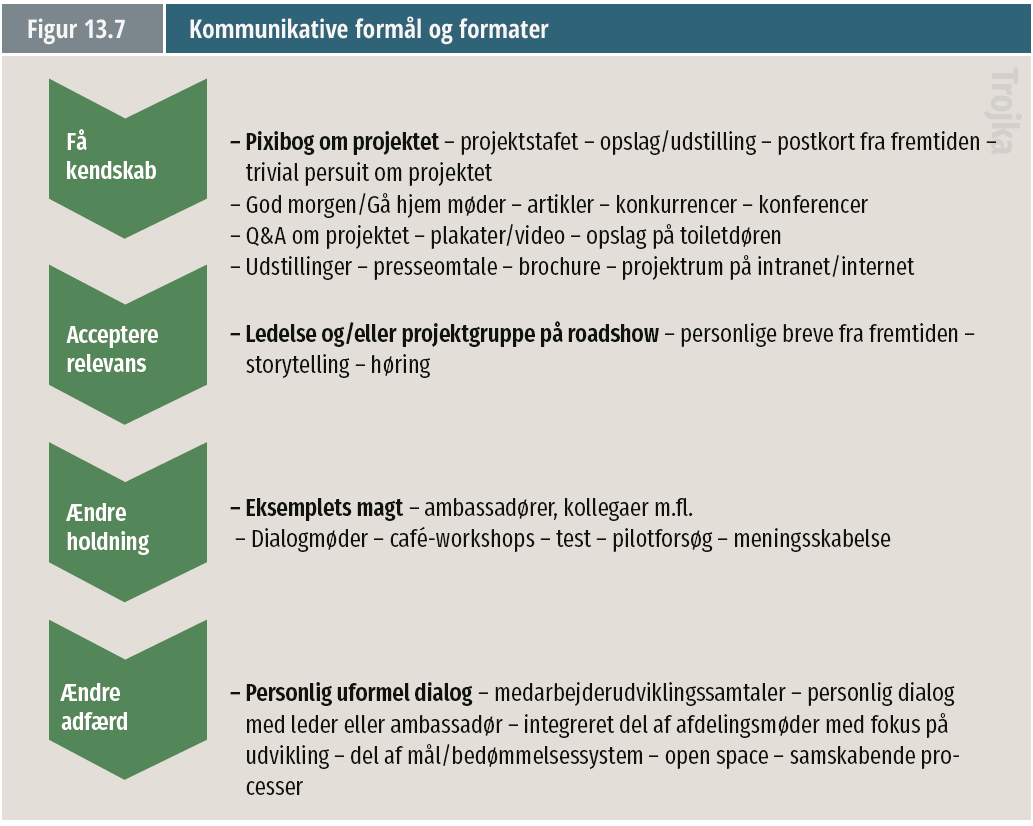 Figur 13.7
Kommunikative formål og formater
Trojka
Få
kendskab
– Pixibog om projektet – projektstafet – opslag/udstilling – postkort fra fremtiden –
trivial persuit om projektet
– God morgen/Gå hjem møder – artikler – konkurrencer – konferencer
– Q&A om projektet – plakater/video – opslag på toiletdøren
– Udstillinger – presseomtale – brochure – projektrum på intranet/internet
Acceptere
relevans
– Ledelse og/eller projektgruppe på roadshow – personlige breve fra fremtiden –
storytelling – høring
Ændre
holdning
– Eksemplets magt – ambassadører, kollegaer m.fl.
– Dialogmøder – café-workshops – test – pilotforsøg – meningsskabelse
Ændre
adfærd
– Personlig uformel dialog – medarbejderudviklingssamtaler – personlig dialog
med leder eller ambassadør – integreret del af afdelingsmøder med fokus på
udvikling – del af mål/bedømmelsessystem – open space – samskabende pro-
cesser